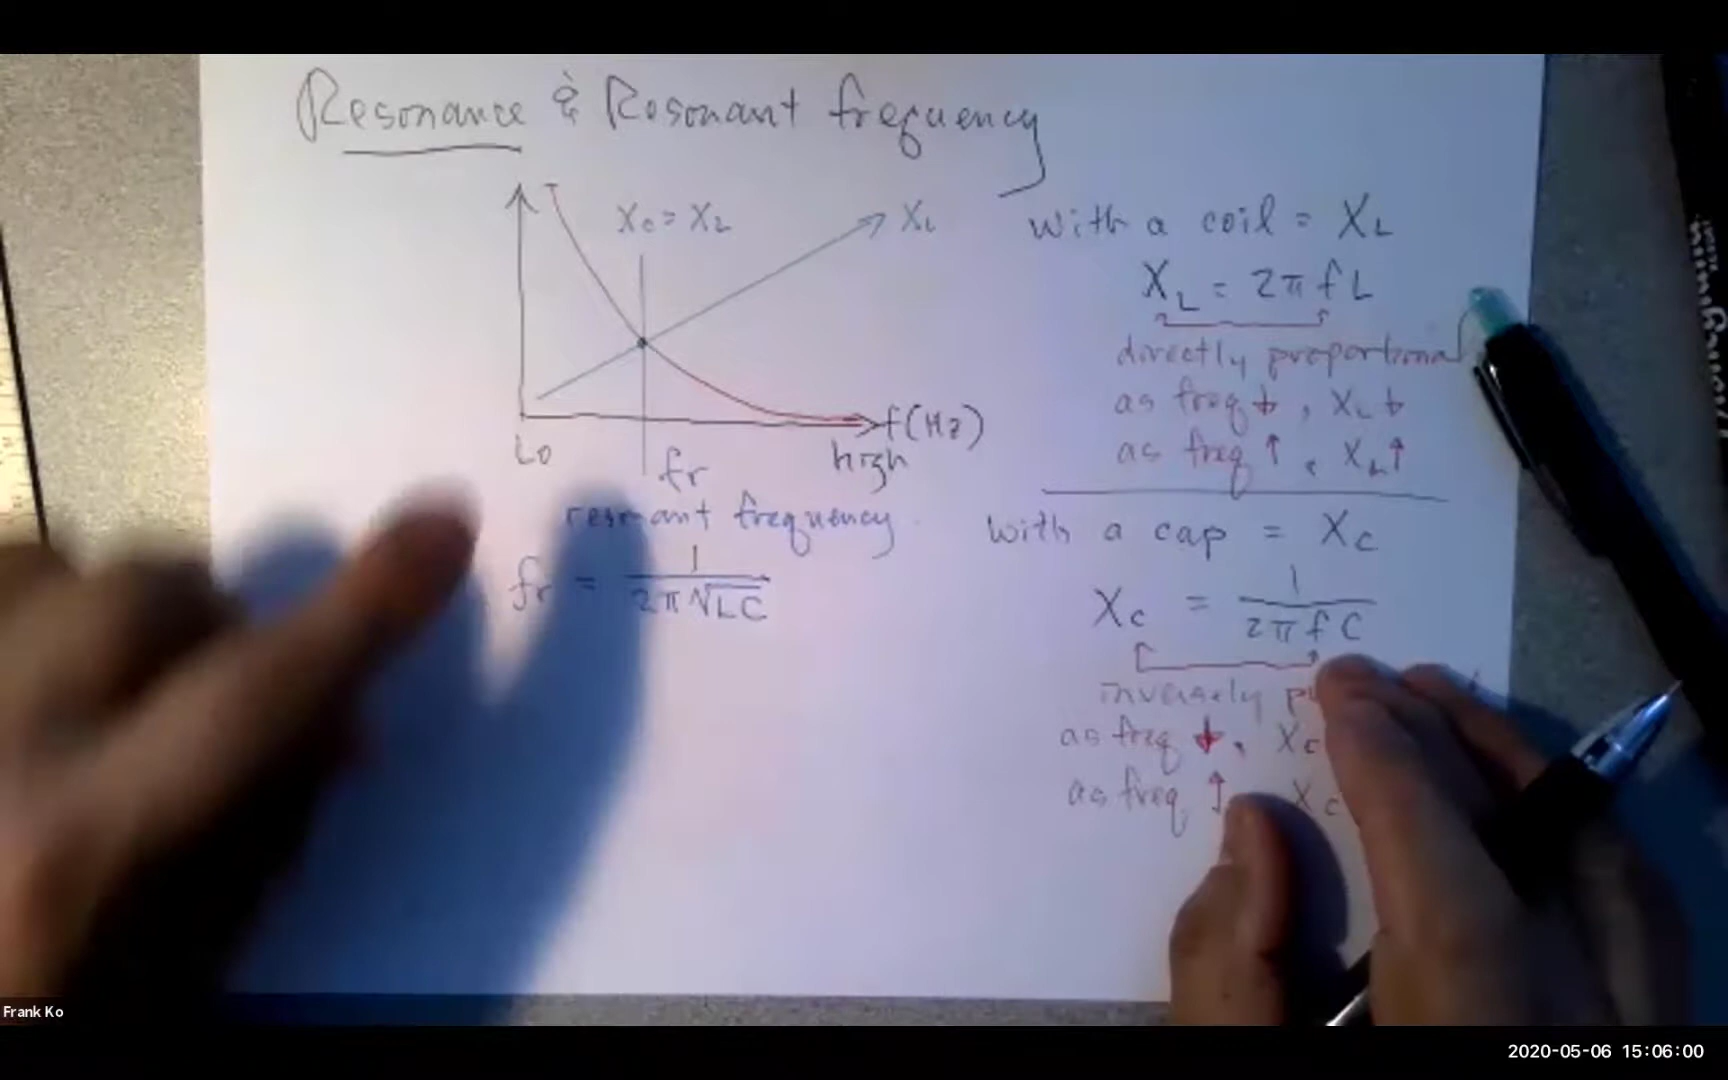 Resonance & Resonant frequency
Xc = XL
XL
f(Hz)
Lo
high
fr
resonant frequency
fr = 1 / 2π√LC
with a coil = XL
XL = 2πfL
directly proportional
as freq ↓, XL ↓
as freq ↑, XL ↑
with a cap = Xc
Xc = 1 / 2πfC
inversely
as freq ↓, Xc
as freq ↑ Xc
Frank Ko
2020-05-06 15:06:00